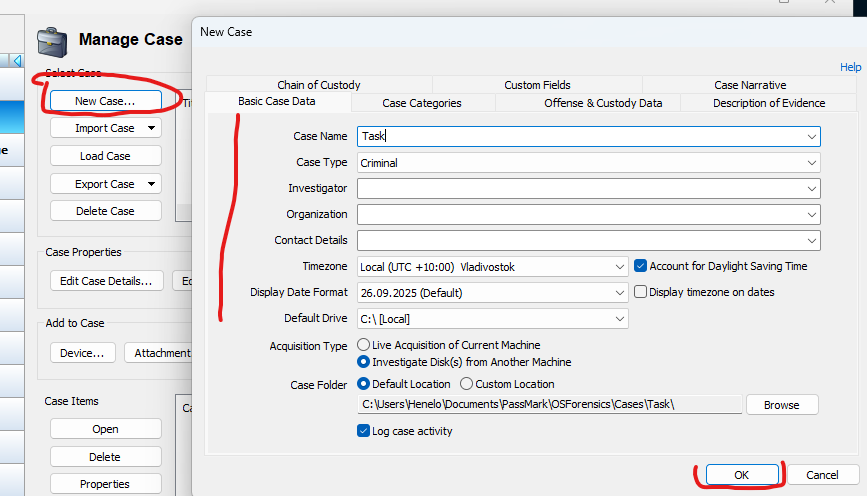 New Case
Manage Case
Help
Select Case
Chain of Custody Custom Fields Case Narrative
New Case...
Basic Case Data Case Categories Offense & Custody Data Description of Evidence
Import Case
Case Name Task
Load Case
Case Type Criminal
Export Case
Investigator
Delete Case
Organization
Contact Details
Case Properties
Timezone Local (UTC +10:00) Vladivostok Account for Daylight Saving Time
Edit Case Details...
Display Date Format 26.09.2025 (Default) Display timezone on dates
Add to Case
Default Drive C:\ [Local]
Device... Attachment
Acquisition Type Live Acquisition of Current Machine
Investigate Disk(s) from Another Machine
Case Folder Default Location Custom Location
Case Items
C:\Users\Henelo\Documents\PassMark\OSForensics\Cases\Task\ Browse
Open
Log case activity
Delete
OK Cancel
Properties